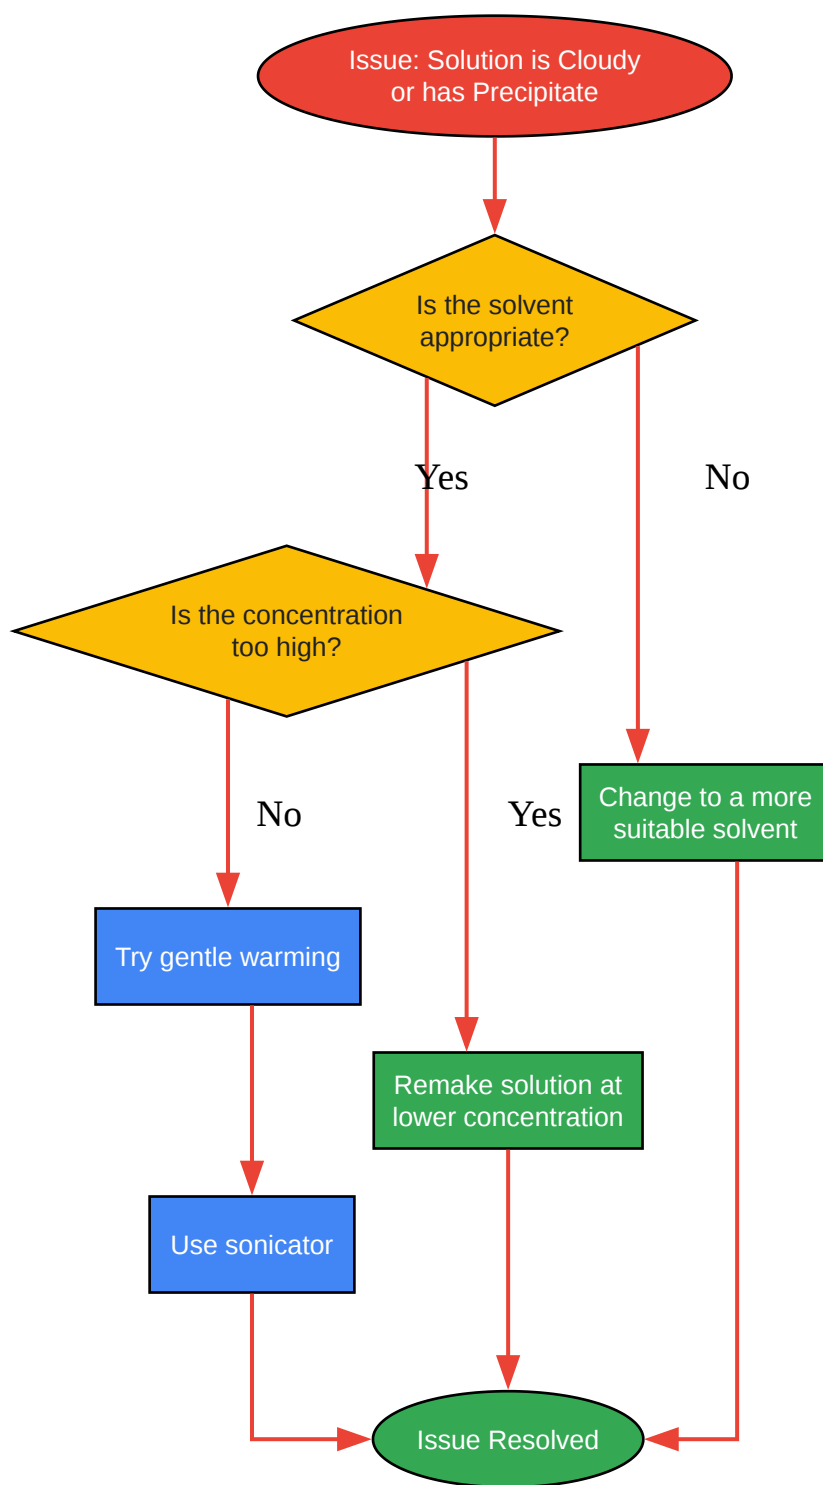 Issue: Solution is Cloudy
or has Precipitate
Is the solvent
appropriate?
Yes
No
Is the concentration
too high?
No
Yes
Change to a more
suitable solvent
Try gentle warming
Remake solution at
lower concentration
Use sonicator
Issue Resolved